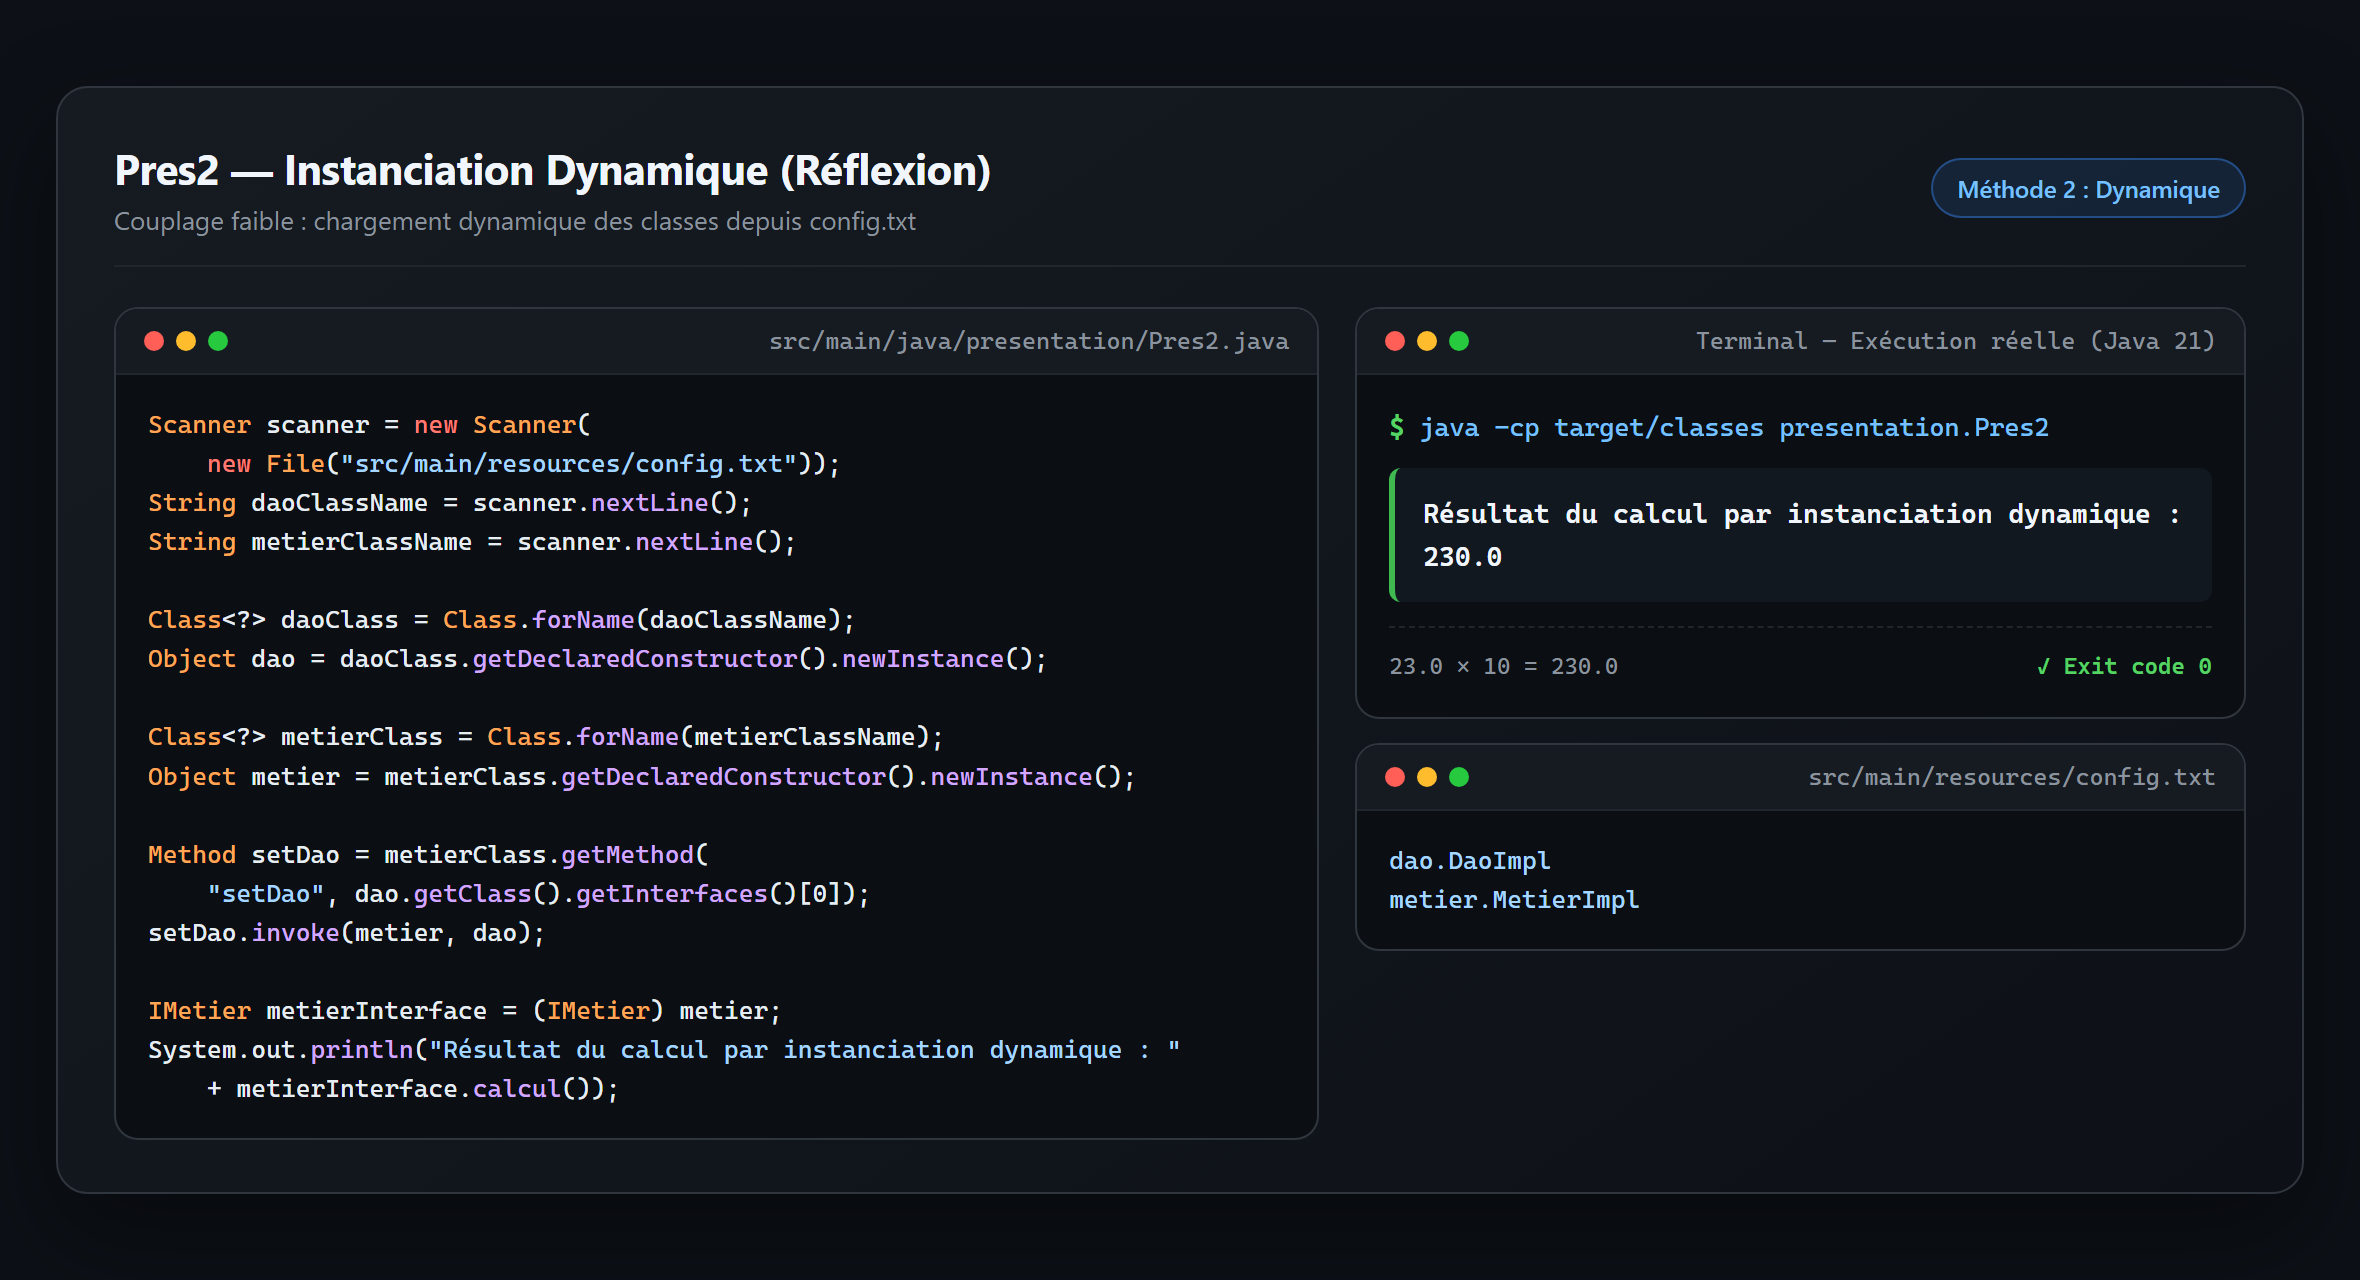 Pres2 — Instanciation Dynamique (Réflexion)
Couplage faible : chargement dynamique des classes depuis config.txt
Méthode 2 : Dynamique
src/main/java/presentation/Pres2.java
Scanner scanner = new Scanner(
    new File("src/main/resources/config.txt"));
String daoClassName = scanner.nextLine();
String metierClassName = scanner.nextLine();

Class<?> daoClass = Class.forName(daoClassName);
Object dao = daoClass.getDeclaredConstructor().newInstance();

Class<?> metierClass = Class.forName(metierClassName);
Object metier = metierClass.getDeclaredConstructor().newInstance();

Method setDao = metierClass.getMethod(
    "setDao", dao.getClass().getInterfaces()[0]);
setDao.invoke(metier, dao);

IMetier metierInterface = (IMetier) metier;
System.out.println("Résultat du calcul par instanciation dynamique : "
    + metierInterface.calcul());
Terminal — Exécution réelle (Java 21)
$ java -cp target/classes presentation.Pres2
Résultat du calcul par instanciation dynamique :
230.0
23.0 × 10 = 230.0
✓ Exit code 0
src/main/resources/config.txt
dao.DaoImpl
metier.MetierImpl